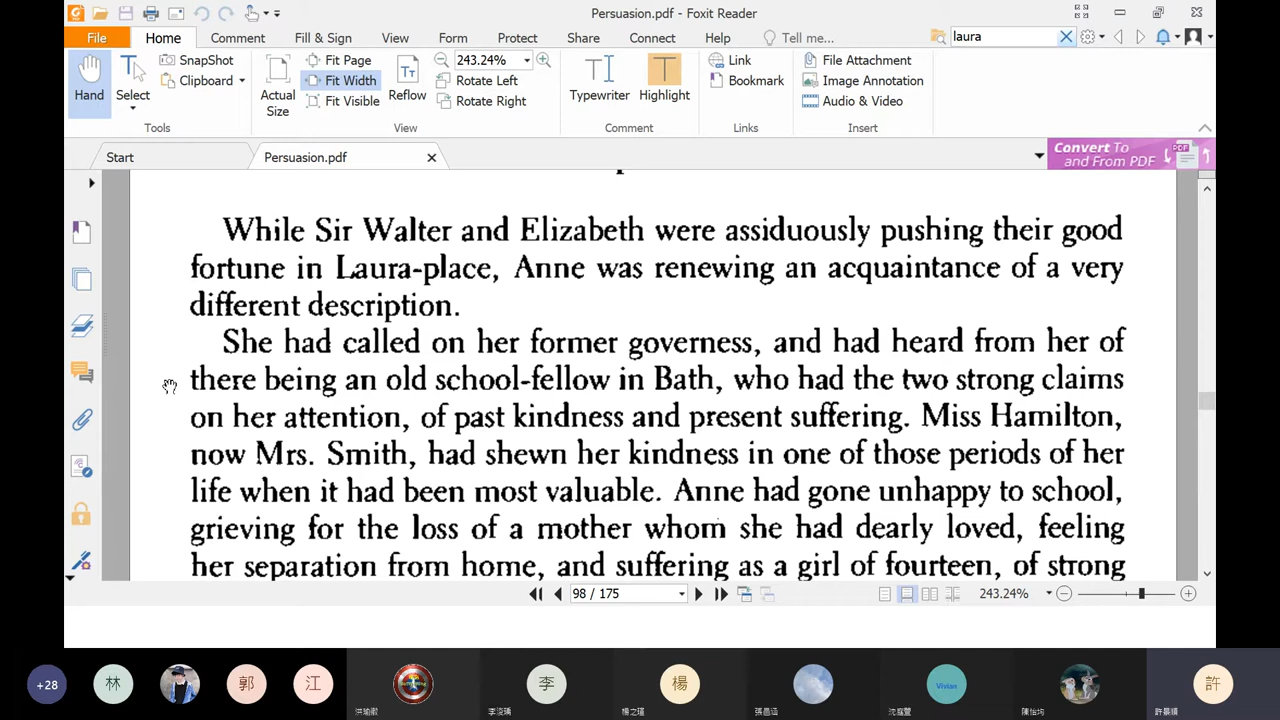 Persuasion.pdf - Foxit Reader
File Home Comment Fill & Sign View Form Protect Share Connect Help Tell me... laura
Hand Select SnapShot Clipboard Actual Size Fit Page Fit Width Fit Visible Reflow 243.24% Rotate Left Rotate Right Typewriter Highlight Link Bookmark File Attachment Image Annotation Audio & Video
Tools View Comment Links Insert
Start Persuasion.pdf Convert To and From PDF PDF
While Sir Walter and Elizabeth were assiduously pushing their good
fortune in Laura-place, Anne was renewing an acquaintance of a very
different description.
She had called on her former governess, and had heard from her of
there being an old school-fellow in Bath, who had the two strong claims
on her attention, of past kindness and present suffering. Miss Hamilton,
now Mrs. Smith, had shewn her kindness in one of those periods of her
life when it had been most valuable. Anne had gone unhappy to school,
grieving for the loss of a mother whom she had dearly loved, feeling
her separation from home, and suffering as a girl of fourteen, of strong
98 / 175 243.24%
+28 林 郭 江 李 楊 Vivian 許